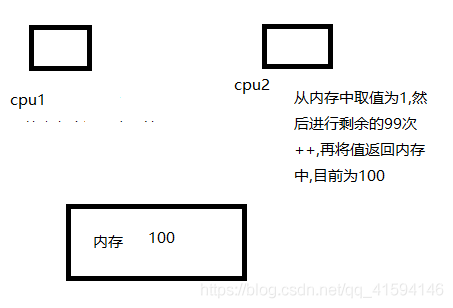 cpu1
cpu2
从内存中取值为1,然
后进行剩余的99次
++,再将值返回内存
中,目前为100
内存 100
https://blog.csdn.net/qq_41594146